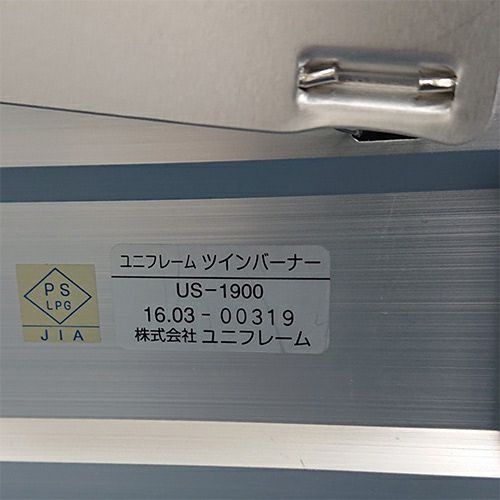 PS
LPG
JIA
ユニフレーム ツインバーナー
US-1900
16.03-00319
株式会社 ユニフレーム